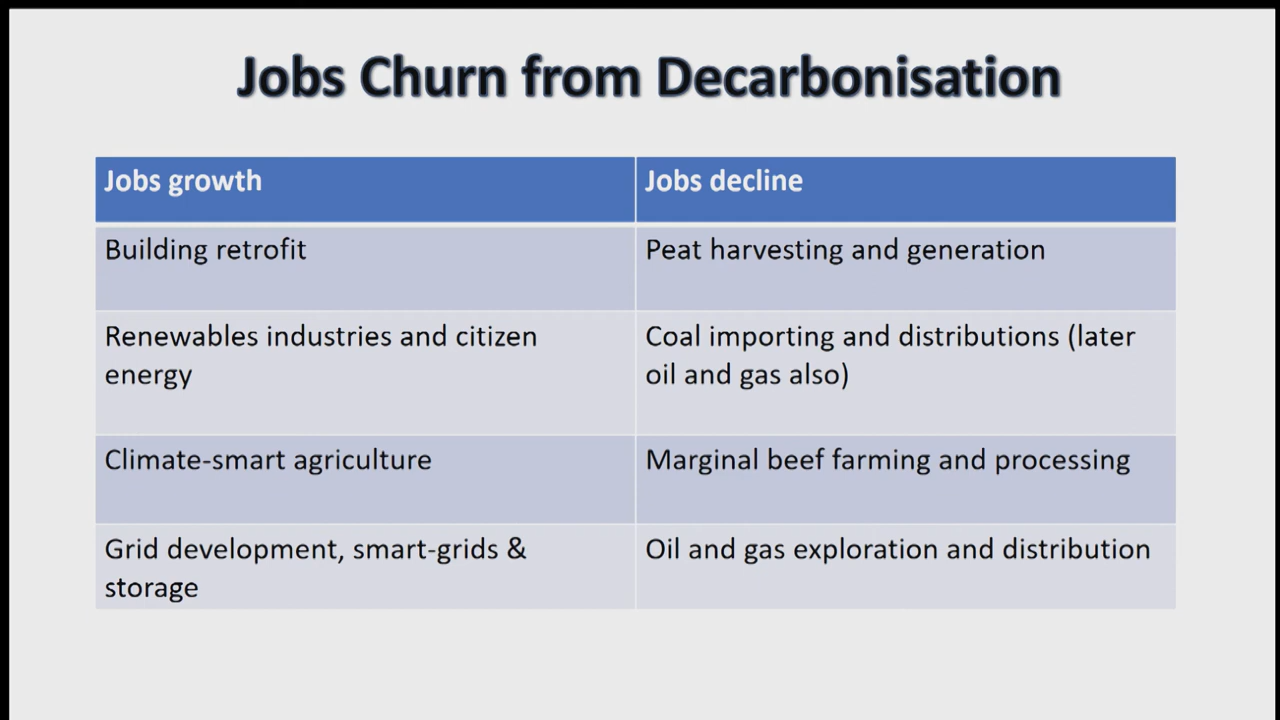 Jobs Churn from Decarbonisation
Jobs growth
Jobs decline
Building retrofit
Peat harvesting and generation
Renewables industries and citizen
energy
Coal importing and distributions (later
oil and gas also)
Climate-smart agriculture
Marginal beef farming and processing
Grid development, smart-grids &
storage
Oil and gas exploration and distribution